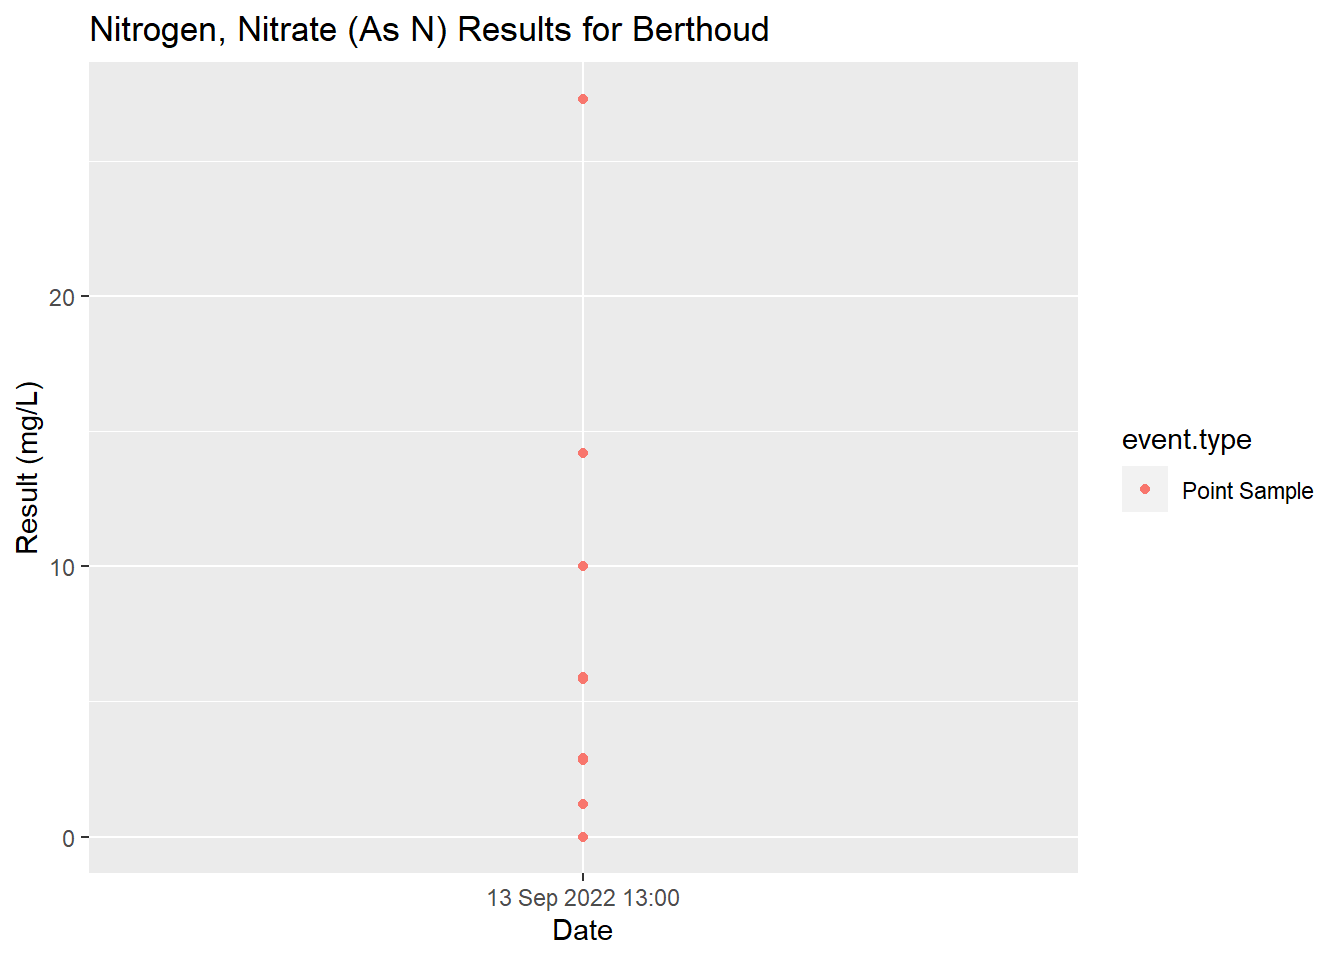 Nitrogen, Nitrate (As N) Results for Berthoud
Result (mg/L)
20
10
0
13 Sep 2022 13:00
Date
event.type
Point Sample